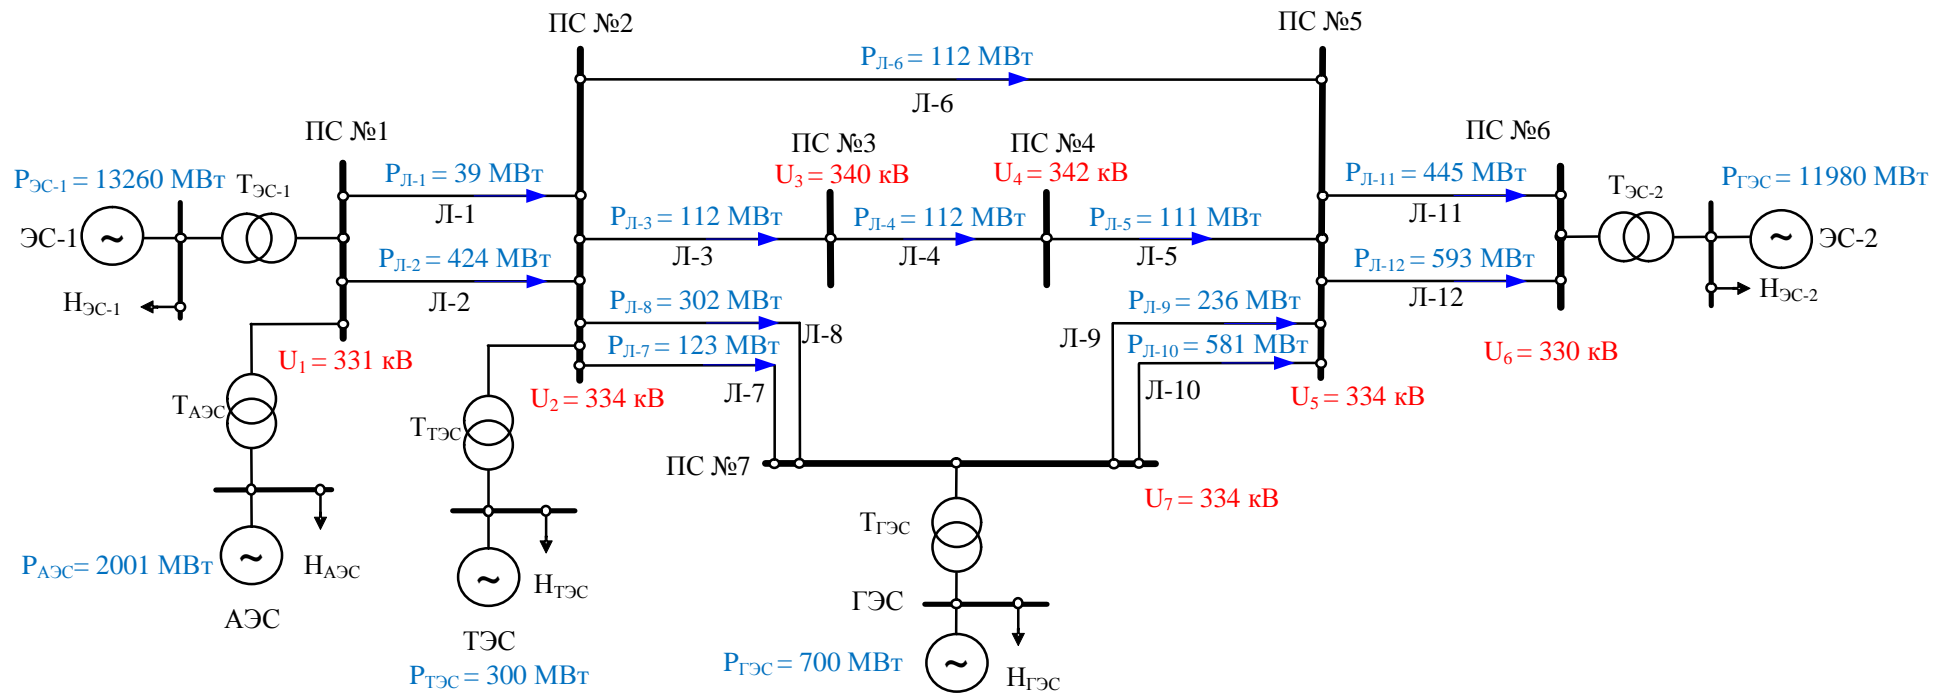 ПС №2
ПС №5
P Л-6 = 112 МВт
Л-6
ПС №1
ПС №3
ПС №4
ПС №6
U3 = 340 кВ
U4 = 342 кВ
PЭС-1 = 13260 МВт
TЭС-1
PЛ-1 = 39 МВт
Л-1
PЛ-11 = 445 МВт
Л-11
TЭС-2
PГЭС = 11980 МВт
ЭС-1
~
PЛ-3 = 112 МВт
Л-3
PЛ-4 = 112 МВт
Л-4
PЛ-5 = 111 МВт
Л-5
~
ЭС-2
PЛ-2 = 424 МВт
Л-2
PЛ-12 = 593 МВт
Л-12
НЭС-1
НЭС-2
PЛ-8 = 302 МВт
Л-8
PЛ-9 = 236 МВт
Л-9
PЛ-7 = 123 МВт
Л-7
PЛ-10 = 581 МВт
Л-10
U1 = 331 кВ
U2 = 334 кВ
U5 = 334 кВ
U6 = 330 кВ
TАЭС
TТЭС
ПС №7
U7 = 334 кВ
TГЭС
PАЭС = 2001 МВт
~
НАЭС
АЭС
~
НТЭС
ТЭС
PТЭС = 300 МВт
ГЭС
PГЭС = 700 МВт
~
НГЭС